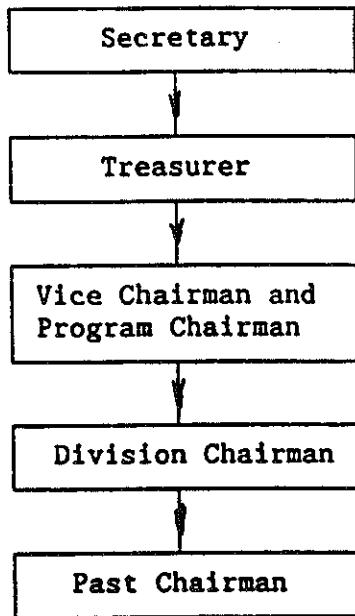 Secretary
Treasurer
Vice Chairman and
Program Chairman
Division Chairman
Past Chairman